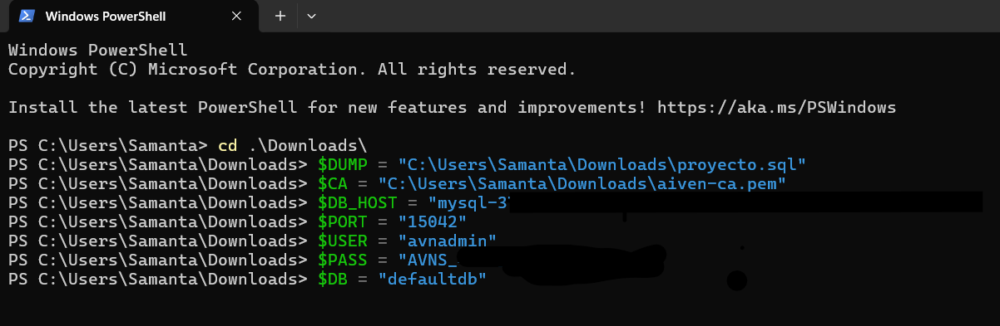 Windows PowerShell
Windows PowerShell
Copyright (C) Microsoft Corporation. All rights reserved.
Install the latest PowerShell for new features and improvements! https://aka.ms/PSWindows
PS C:\Users\Samanta> cd .\Downloads\
PS C:\Users\Samanta\Downloads> $DUMP = "C:\Users\Samanta\Downloads\proyecto.sql"
PS C:\Users\Samanta\Downloads> $CA = "C:\Users\Samanta\Downloads\aiven-ca.pem"
PS C:\Users\Samanta\Downloads> $DB_HOST = "mysql-3
PS C:\Users\Samanta\Downloads> $PORT = "15042"
PS C:\Users\Samanta\Downloads> $USER = "avnadmin"
PS C:\Users\Samanta\Downloads> $PASS = "AVNS_
PS C:\Users\Samanta\Downloads> $DB = "defaultdb"